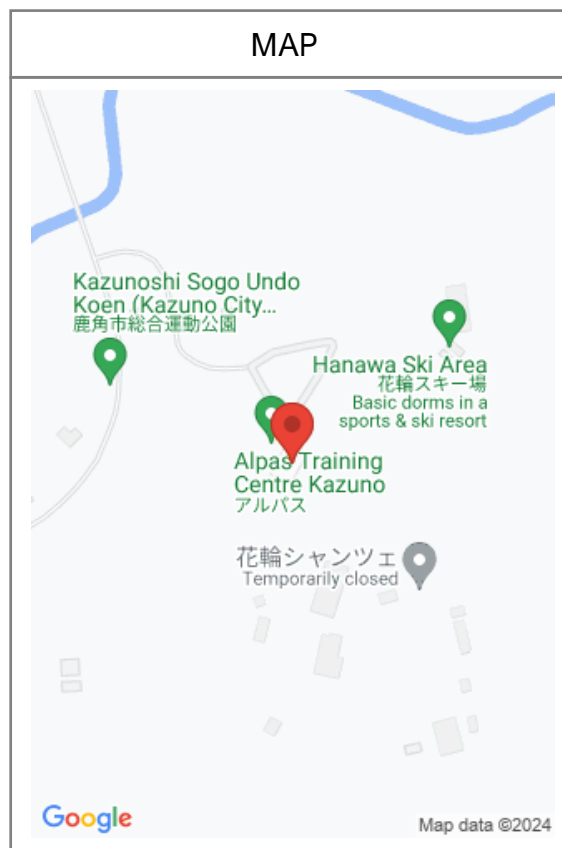 MAP
Kazunoshi Sogo Undo
Koen (Kazuno City...
鹿角市総合運動公園
Hanawa Ski Area
花輪スキー場
Basic dorms in a
sports & ski resort
Alpas Training
Centre Kazuno
アルパス
花輪シャンツェ
Temporarily closed
Google
Map data ©2024